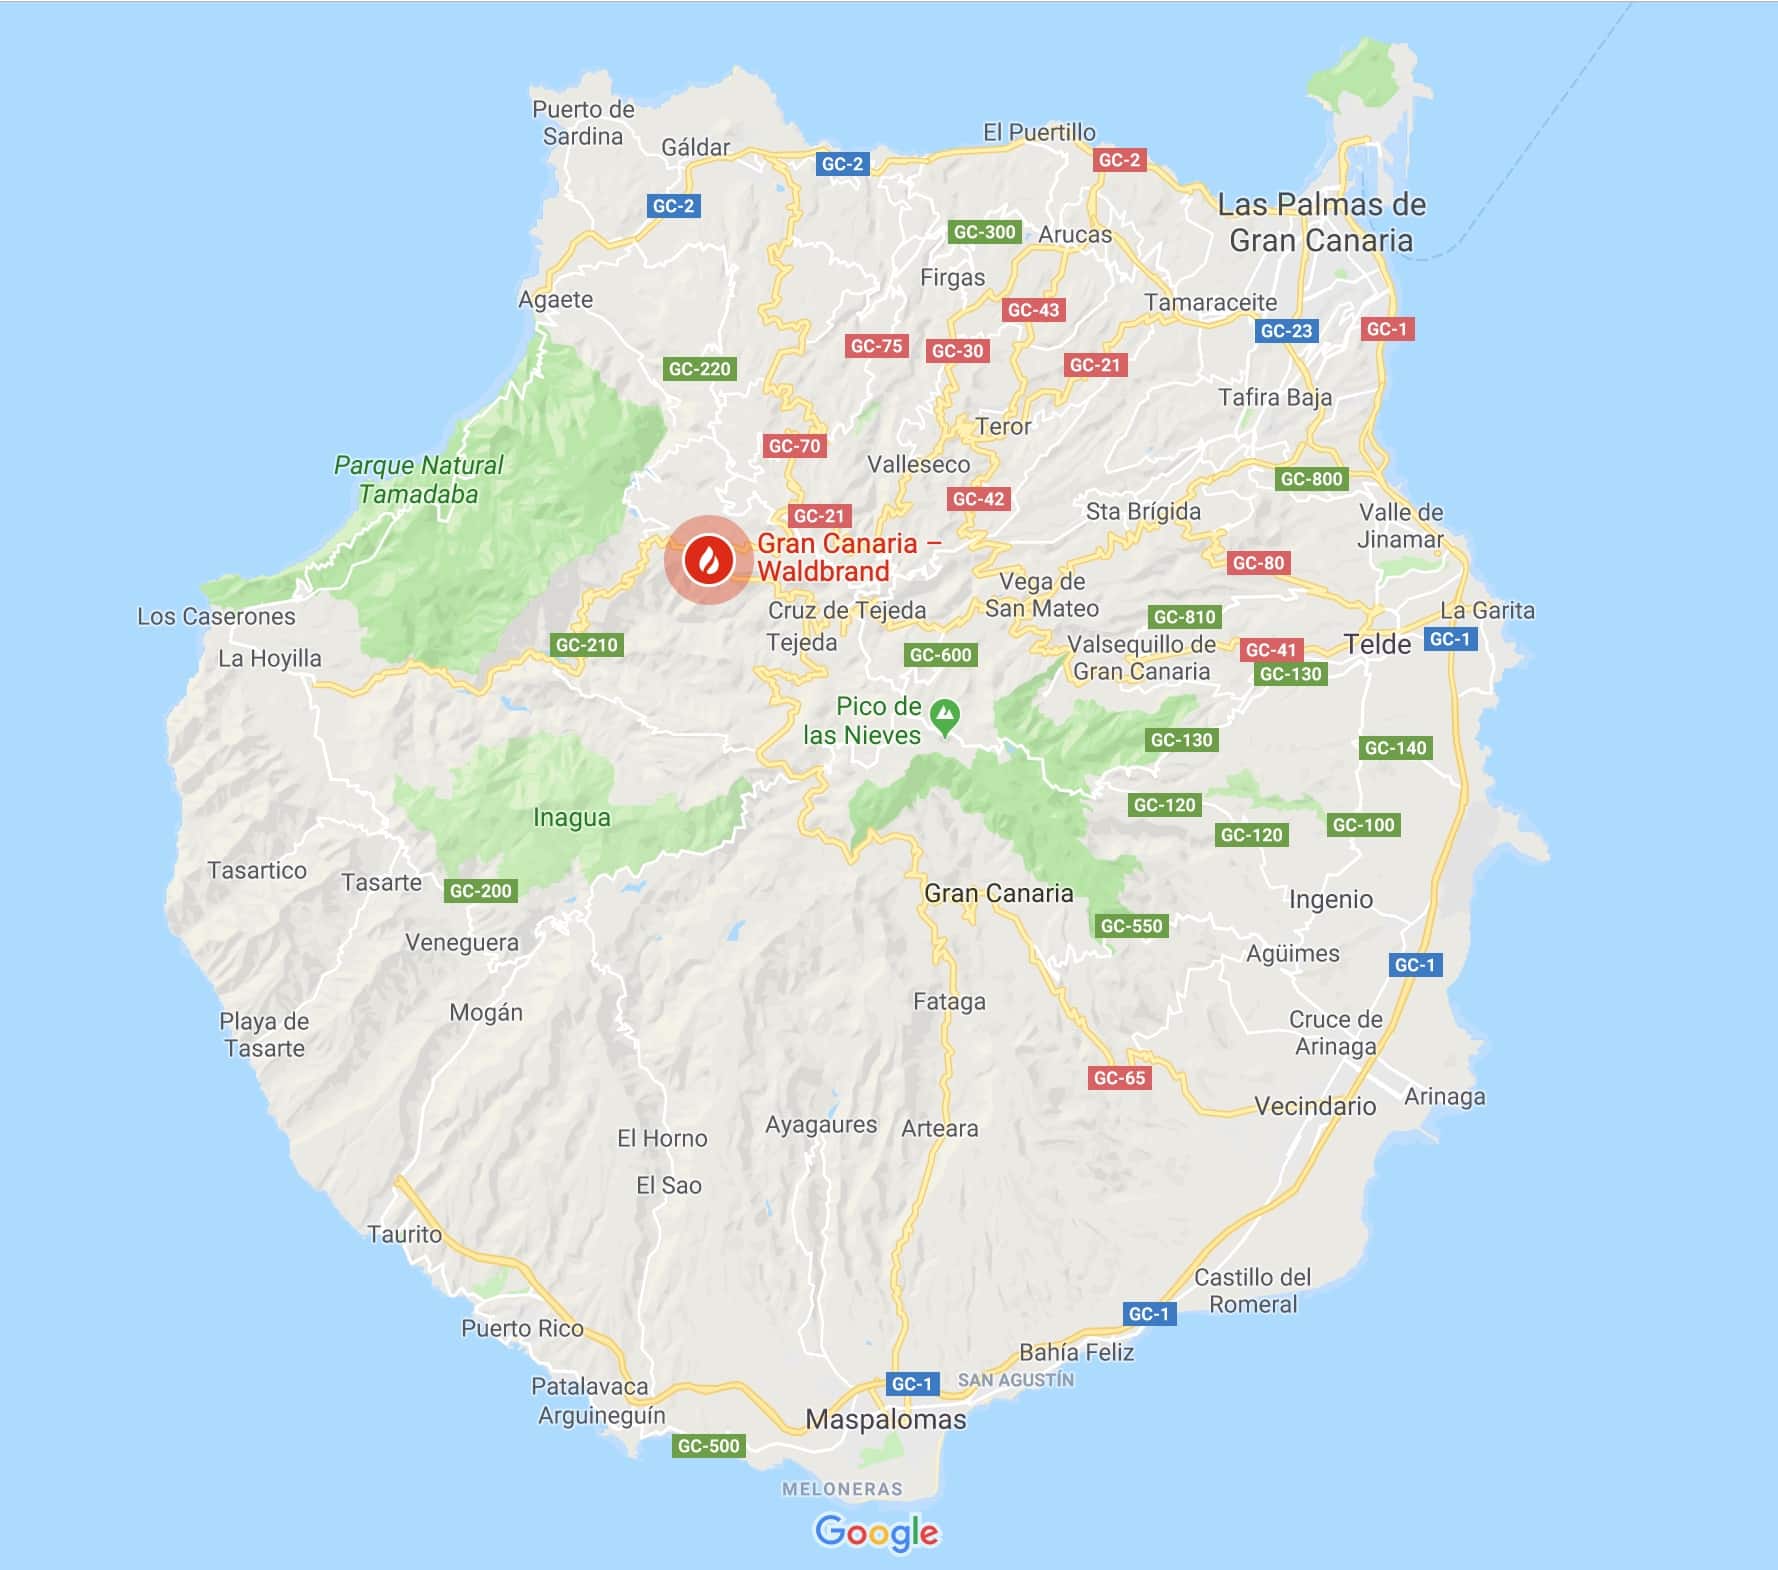 Puerto de
Sardina
Gáldar
El Puertillo
GC-2
GC-2
GC-2
Las Palmas de
Gran Canaria
GC-300
Arucas
Firgas
Agaete
Tamaraceite
GC-43
GC-23
GC-1
GC-75
GC-30
GC-21
GC-220
Tafira Baja
Teror
GC-70
Valleseco
Parque Natural
Tamadaba
GC-800
GC-42
GC-21
Sta Brígida
Valle de
Jinamar
Gran Canaria –
Waldbrand
GC-80
Vega de
San Mateo
Cruz de Tejeda
Los Caserones
GC-810
La Garita
GC-210
Tejeda
Valsequillo de
Gran Canaria
GC-41
Telde
GC-1
La Hoyilla
GC-600
GC-130
Pico de
las Nieves
GC-130
GC-140
Inagua
GC-120
GC-120
GC-100
Tasartico
Tasarte
GC-200
Gran Canaria
Ingenio
GC-550
Veneguera
Agüimes
GC-1
Mogán
Fataga
Playa de
Tasarte
Cruce de
Arinaga
GC-65
Vecindario
Arinaga
El Horno
Ayagaures
Arteara
El Sao
Taurito
Castillo del
Romeral
GC-1
Puerto Rico
Bahía Feliz
Patalavaca
GC-1
SAN AGUSTÍN
Arguineguín
Maspalomas
GC-500
MELONERAS
Google